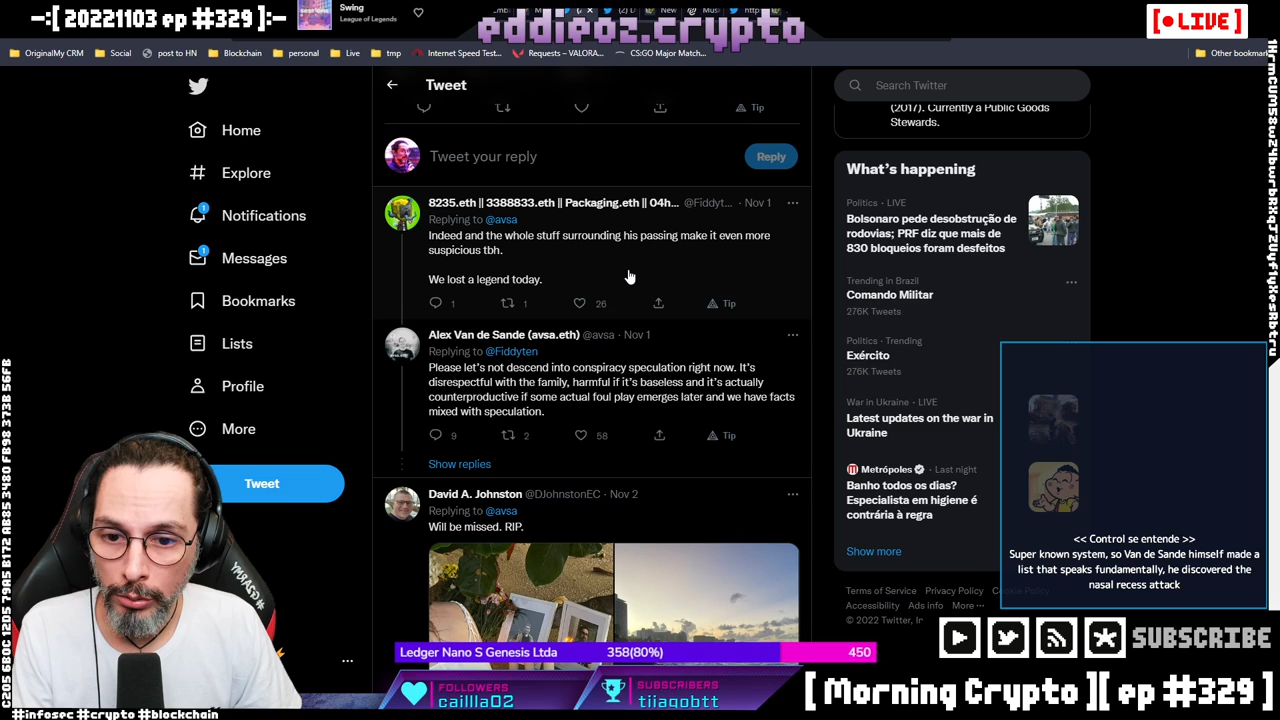 -:[ 20221103 ep #329 ]:-
Swing
League of Legends
eddieoz.crypto
[ • LIVE ]
OriginalMy CRM
Social
post to HN
Blockchain
personal
Live
tmp
Internet Speed Test...
Requests – VALORA...
CS:GO Major Match...
Other bookmar
Home
Explore
Notifications
Messages
Bookmarks
Lists
Profile
More
Tweet
Tweet
Tip
Tweet your reply
Reply
8235.eth || 3388833.eth || Packaging.eth || 04h... @Fiddyt... · Nov 1
Replying to @avsa
Indeed and the whole stuff surrounding his passing make it even more
suspicious tbh.
We lost a legend today.
1
1
26
Tip
Alex Van de Sande (avsa.eth) @avsa · Nov 1
Replying to @Fiddyten
Please let's not descend into conspiracy speculation right now. It's
disrespectful with the family, harmful if it's baseless and it's actually
counterproductive if some actual foul play emerges later and we have facts
mixed with speculation.
9
2
58
Tip
Show replies
David A. Johnston @DJohnstonEC · Nov 2
Replying to @avsa
Will be missed. RIP.
Search Twitter
(2017). Currently a Public Goods
Stewards.
What's happening
Politics · LIVE
Bolsonaro pede desobstrução de
rodovias; PRF diz que mais de
830 bloqueios foram desfeitos
Trending in Brazil
Comando Militar
276K Tweets
Politics · Trending
Exército
276K Tweets
War in Ukraine · LIVE
Latest updates on the war in
Ukraine
Metrópoles · Last night
Banho todos os dias?
Especialista em higiene é
contrária à regra
Show more
Terms of Service Privacy Policy
Accessibility Ads info More ···
© 2022 Twitter,
<< Control se entende >>
Super known system, so Van de Sande himself made a
list that speaks fundamentally, he discovered the
nasal recess attack
SUBSCRIBE
Ledger Nano S Genesis Ltda 358(80%) 450
FOLLOWERS
caillla02
SUBSCRIBERS
tiiagobtt
[ Morning Crypto ][ ep #329 ]
#infosec #crypto #blockchain